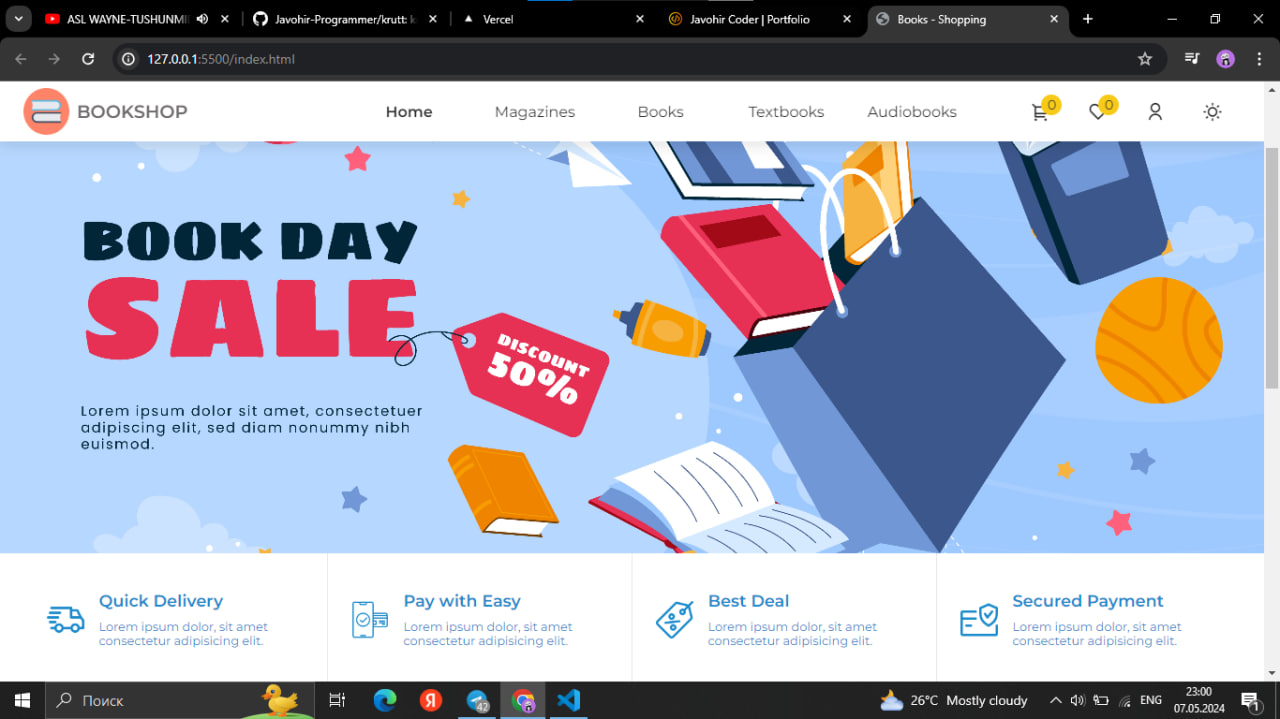 ASL WAYNE-TUSHUNMI
Javohir-Programmer/krutt: k
Vercel
Javohir Coder | Portfolio
Books - Shopping
127.0.0.1:5500/index.html
BOOKSHOP
Home
Magazines
Books
Textbooks
Audiobooks
0
0
BOOK DAY
SALE
DISCOUNT
50%
Lorem ipsum dolor sit amet, consectetuer
adipiscing elit, sed diam nonummy nibh
euismod.
Quick Delivery
Lorem ipsum dolor, sit amet
consectetur adipisicing elit.
Pay with Easy
Lorem ipsum dolor, sit amet
consectetur adipisicing elit.
Best Deal
Lorem ipsum dolor, sit amet
consectetur adipisicing elit.
Secured Payment
Lorem ipsum dolor, sit amet
consectetur adipisicing elit.
Поиск
Я
42
26°C Mostly cloudy
ENG
23:00
07.05.2024
1